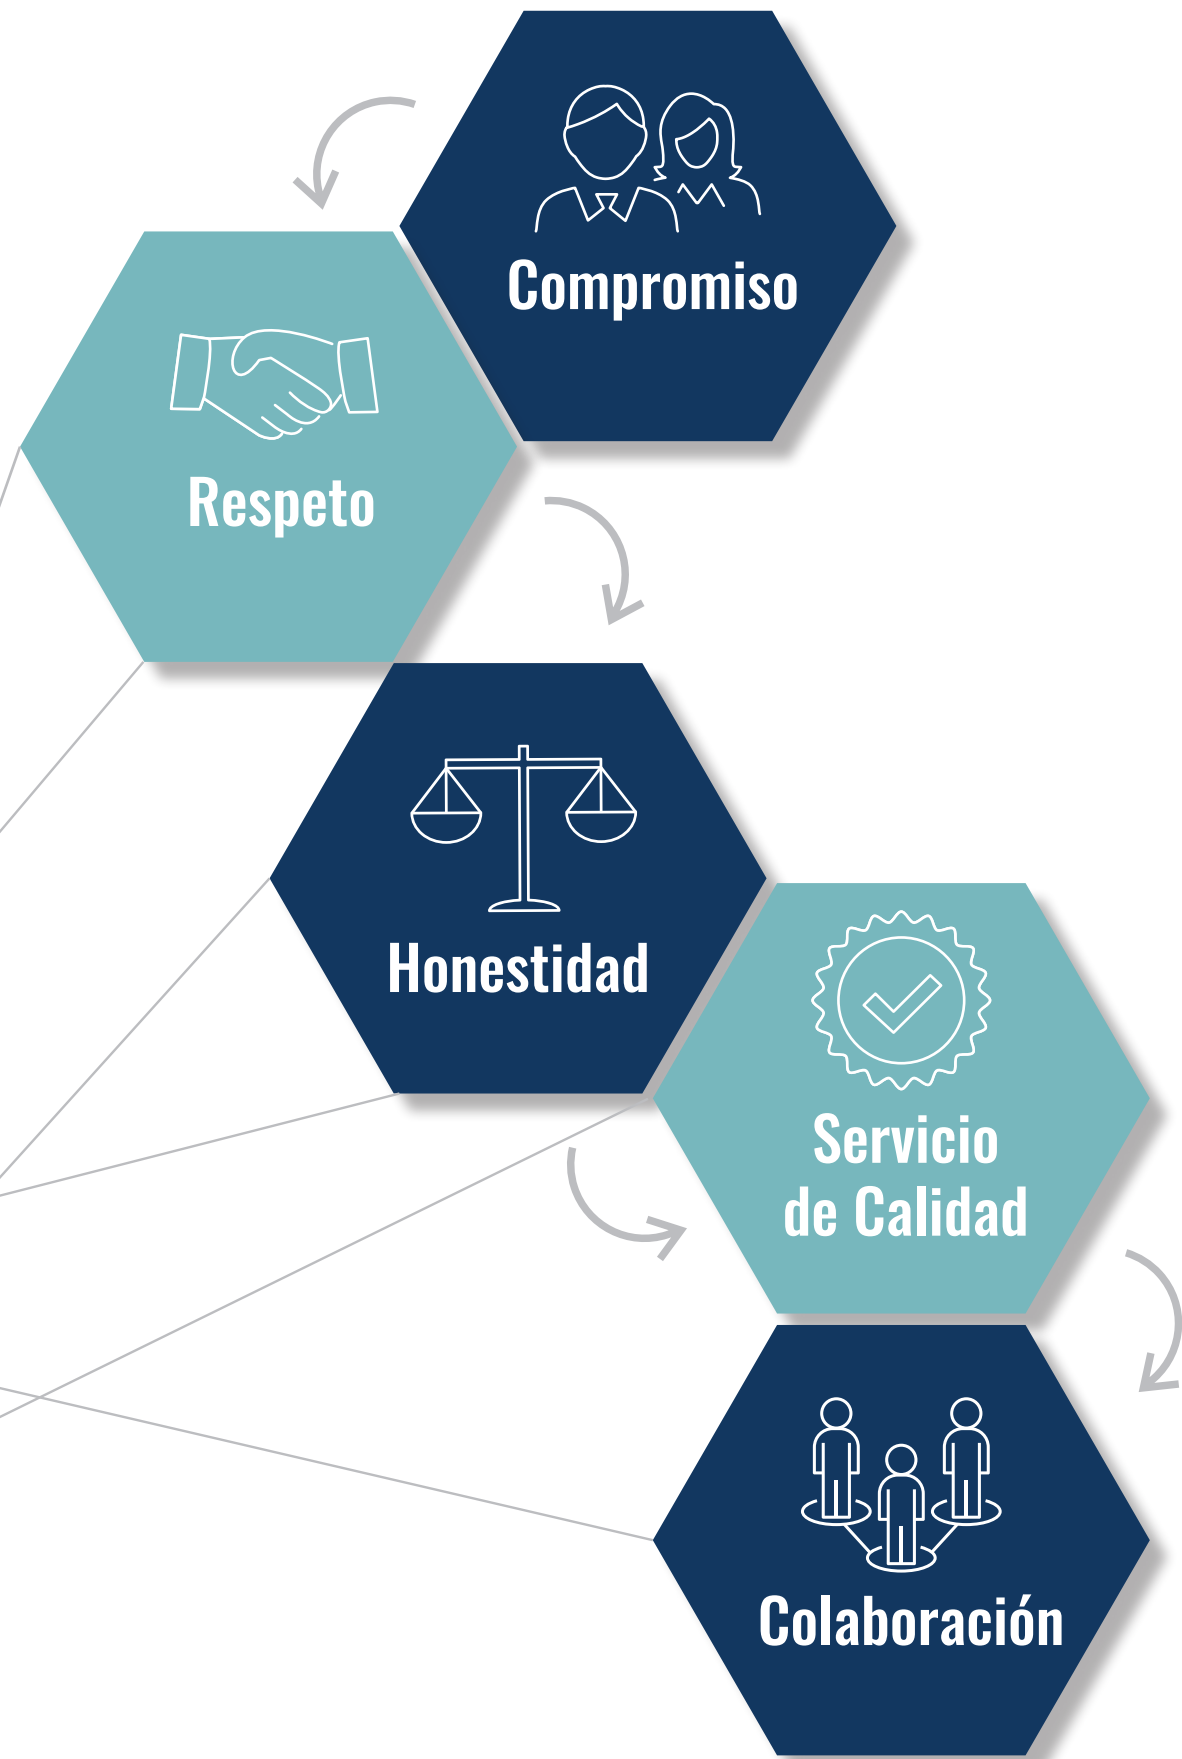 Compromiso
Respeto
Honestidad
Servicio
de Calidad
Colaboración